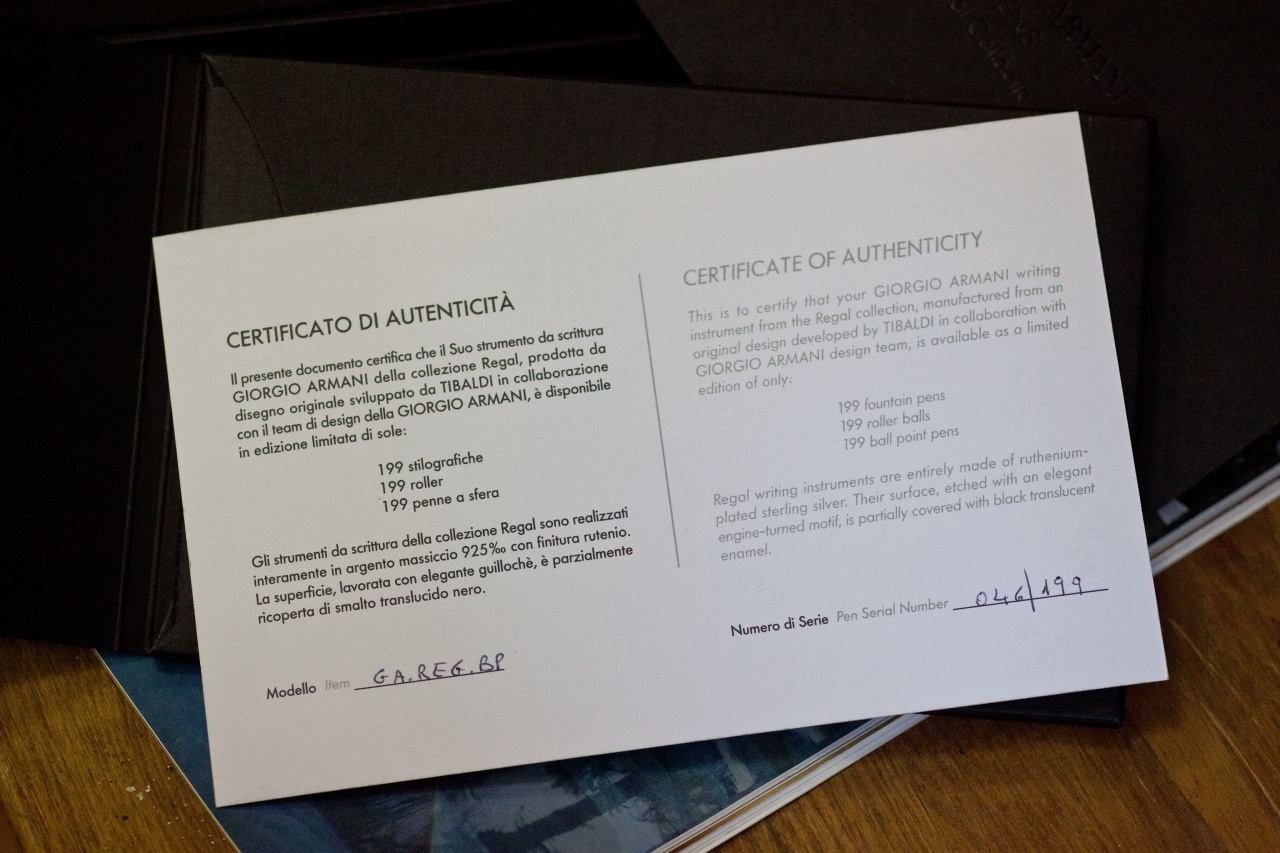 CERTIFICATO DI AUTENTICITÀ
Il presente documento certifica che il Suo strumento da scrittura
GIORGIO ARMANI della collezione Regal, prodotta da
disegno originale sviluppato da TIBALDI in collaborazione
con il team di design della GIORGIO ARMANI, è disponibile
in edizione limitata di sole:
199 stilografiche
199 roller
199 penne a sfera
Gli strumenti da scrittura della collezione Regal sono realizzati
interamente in argento massiccio 925‰ con finitura rutenio.
La superficie, lavorata con elegante guillochè, è parzialmente
ricoperta di smalto translucido nero.
Modello Item GA.REG.BP
CERTIFICATE OF AUTHENTICITY
This is to certify that your GIORGIO ARMANI writing
instrument from the Regal collection, manufactured from an
original design developed by TIBALDI in collaboration with
GIORGIO ARMANI design team, is available as a limited
edition of only:
199 fountain pens
199 roller balls
199 ball point pens
Regal writing instruments are entirely made of ruthenium-
plated sterling silver. Their surface, etched with an elegant
engine-turned motif, is partially covered with black translucent
enamel.
Numero di Serie Pen Serial Number 046/199
ARMANI